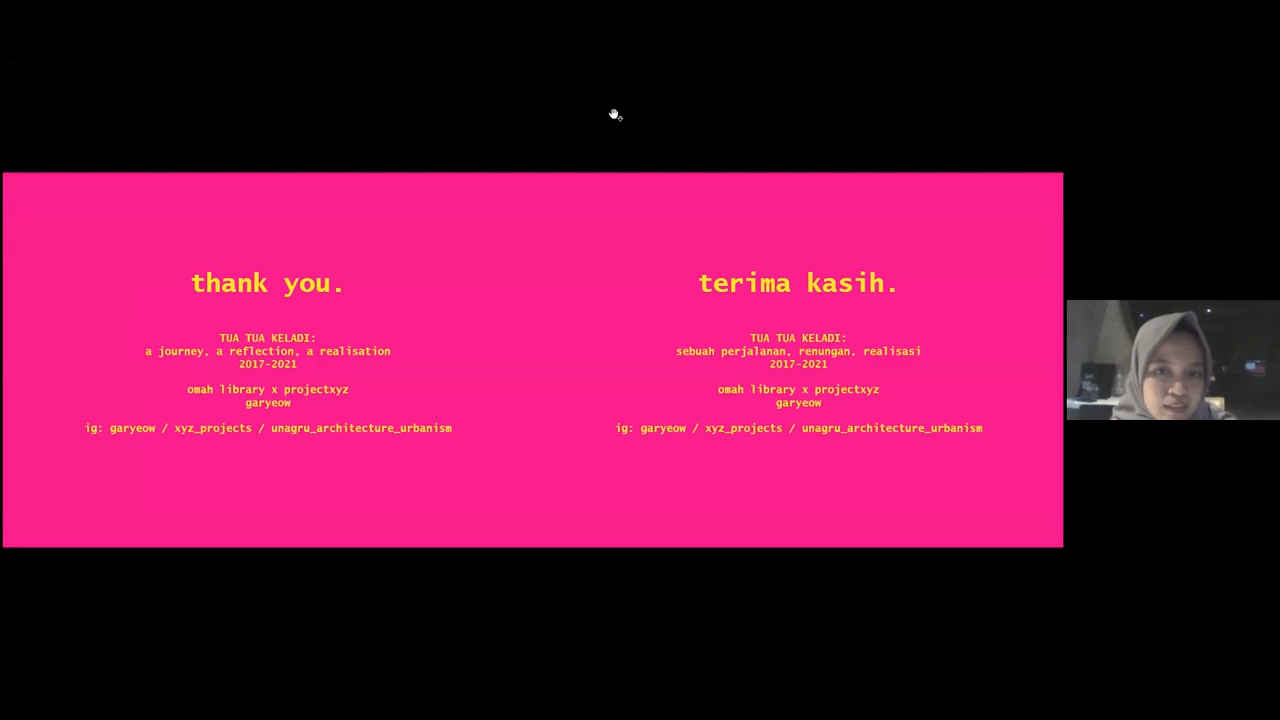 thank you.
TUA TUA KELADI:
a journey, a reflection, a realisation
2017-2021
omah library x projectxyz
garyeow
ig: garyeow / xyz_projects / unagru_architecture_urbanism
terima kasih.
TUA TUA KELADI:
sebuah perjalanan, renungan, realisasi
2017-2021
omah library x projectxyz
garyeow
ig: garyeow / xyz_projects / unagru_architecture_urbanism